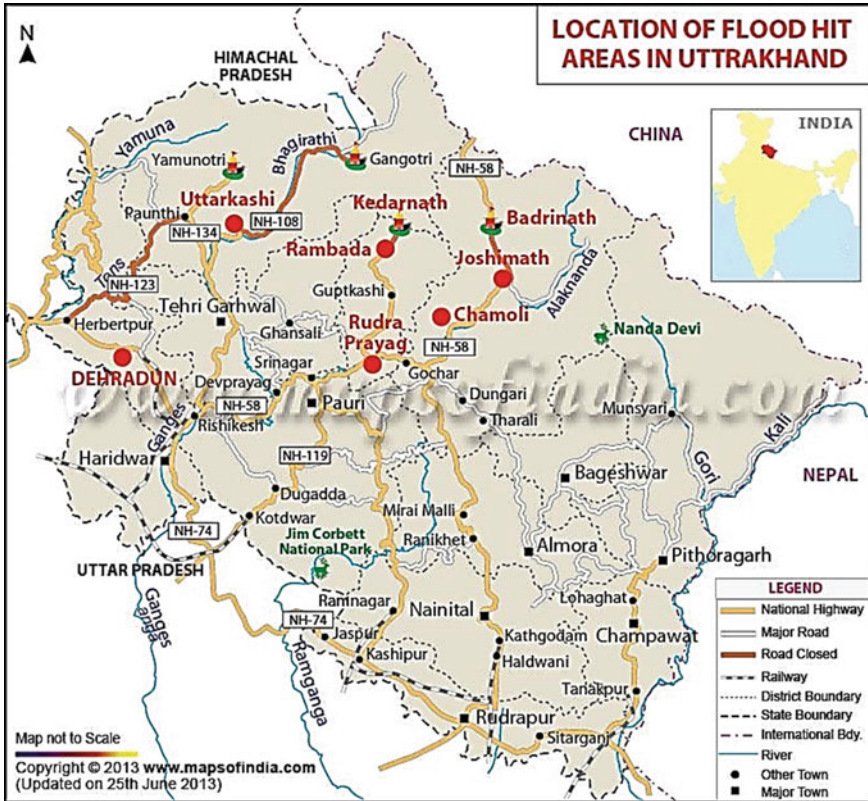 LOCATION OF FLOOD HIT
AREAS IN UTTRAKHAND
N
HIMACHAL
PRADESH
CHINA
INDIA
Yamuna
Yamunotri
Bhagirathi
Gangotri
NH-58
Uttarkashi
Kedarnath
Badrinath
Paunthi
NH-134
NH-108
Rambada
Joshimath
Tons
NH-123
Guptkashi
Alaknanda
Tehri Garhwal
Chamoli
Herbertpur
Ghansali
Rudra
Prayag
NH-58
Nanda Devi
DEHRADUN
Srinagar
Gochar
Devprayag
www.mapsofindia.com
NH-58
Pauri
Dungari
Munsyari
Kali
Ganges
Rishikesh
Tharali
Gori
Haridwar
NH-119
Bageshwar
NEPAL
Dugadda
NH-74
Kotdwar
Mirai Malli
Jim Corbett
National Park
Ranikhet
Almora
Pithoragarh
UTTAR PRADESH
Ganges
Ramnagar
Nainital
Lohaghat
Champawat
NH-74
Jaspur
Kathgodam
Ramganga
Kashipur
Haldwani
Tanakpur
Rudrapur
Sitarganj
LEGEND
National Highway
Major Road
Road Closed
Railway
District Boundary
State Boundary
International Bdy.
River
Other Town
Major Town
Map not to Scale
Copyright © 2013 www.mapsofindia.com
(Updated on 25th June 2013)